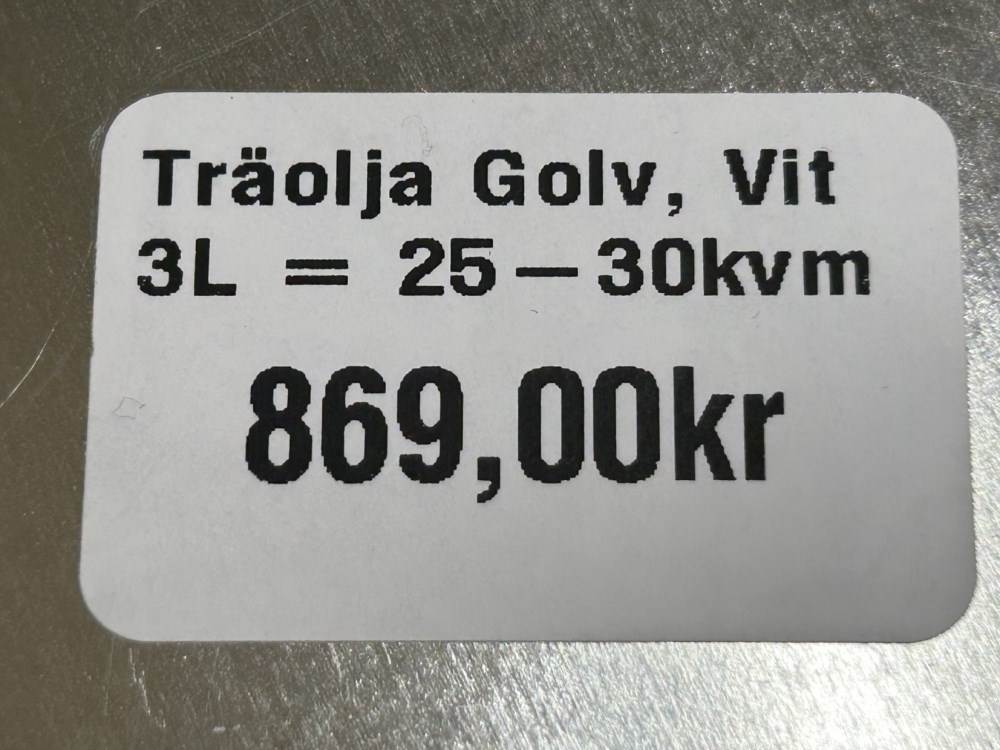 Träolja Golv, Vit
3L = 25-30kvm
869,00kr